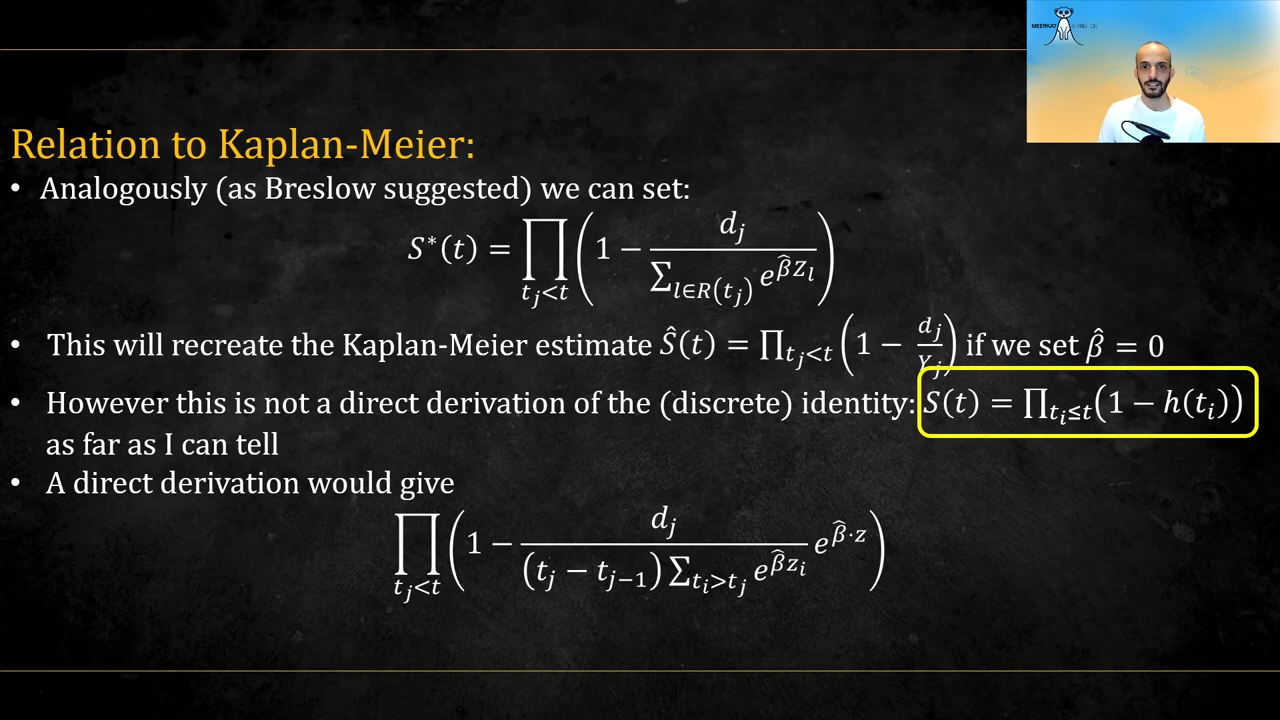 MEERKAT
Relation to Kaplan-Meier:
• Analogously (as Breslow suggested) we can set:
S*(t) = ∏_{t_j<t} (1 − d_j / ∑_{l∈R(t_j)} e^{β̂z_l})
• This will recreate the Kaplan-Meier estimate Ŝ(t) = ∏_{t_j<t} (1 − d_j/Y_j) if we set β̂ = 0
• However this is not a direct derivation of the (discrete) identity: S(t) = ∏_{t_i≤t}(1 − h(t_i))
as far as I can tell
• A direct derivation would give
∏_{t_j<t} (1 − d_j / ((t_j − t_{j−1}) ∑_{t_i>t_j} e^{β̂z_i}) e^{β̂·z})